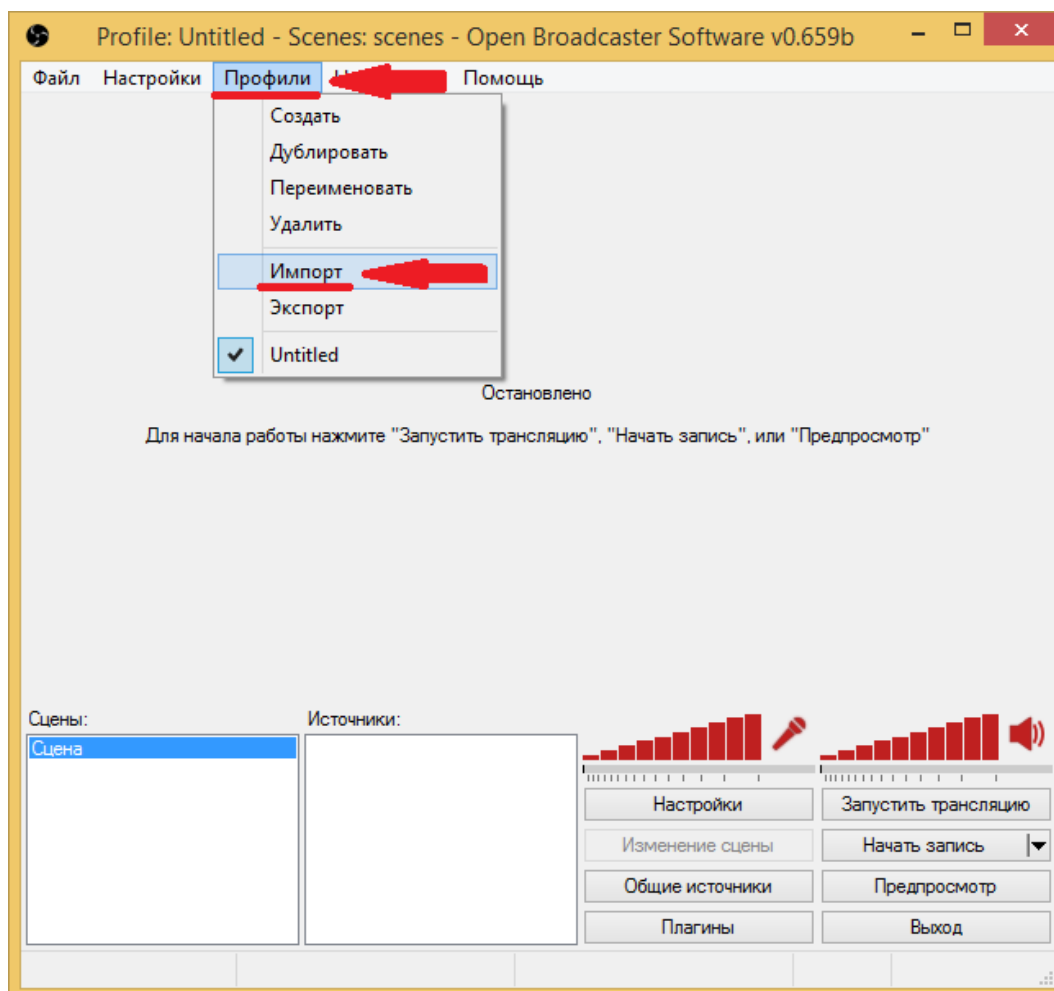 Profile: Untitled - Scenes: scenes - Open Broadcaster Software v0.659b
Файл Настройки Профили Помощь
Создать
Дублировать
Переименовать
Удалить
Импорт
Экспорт
Untitled
Остановлено
Для начала работы нажмите "Запустить трансляцию", "Начать запись", или "Предпросмотр"
Сцены: Источники:
Сцена
Настройки Запустить трансляцию
Изменение сцены Начать запись
Общие источники Предпросмотр
Плагины Выход